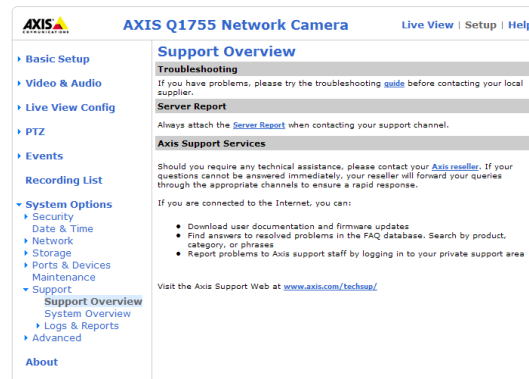 AXIS
COMMUNICATIONS
AXIS Q1755 Network Camera
Live View | Setup | Help
Basic Setup
Video & Audio
Live View Config
PTZ
Events
Recording List
System Options
Security
Date & Time
Network
Storage
Ports & Devices
Maintenance
Support
Support Overview
System Overview
Logs & Reports
Advanced
About
Support Overview
Troubleshooting
If you have problems, please try the troubleshooting guide before contacting your local
supplier.
Server Report
Always attach the Server Report when contacting your support channel.
Axis Support Services
Should you require any technical assistance, please contact your Axis reseller. If your
questions cannot be answered immediately, your reseller will forward your queries
through the appropriate channels to ensure a rapid response.
If you are connected to the Internet, you can:
Download user documentation and firmware updates
Find answers to resolved problems in the FAQ database. Search by product,
category, or phrases
Report problems to Axis support staff by logging in to your private support area
Visit the Axis Support Web at www.axis.com/techsup/